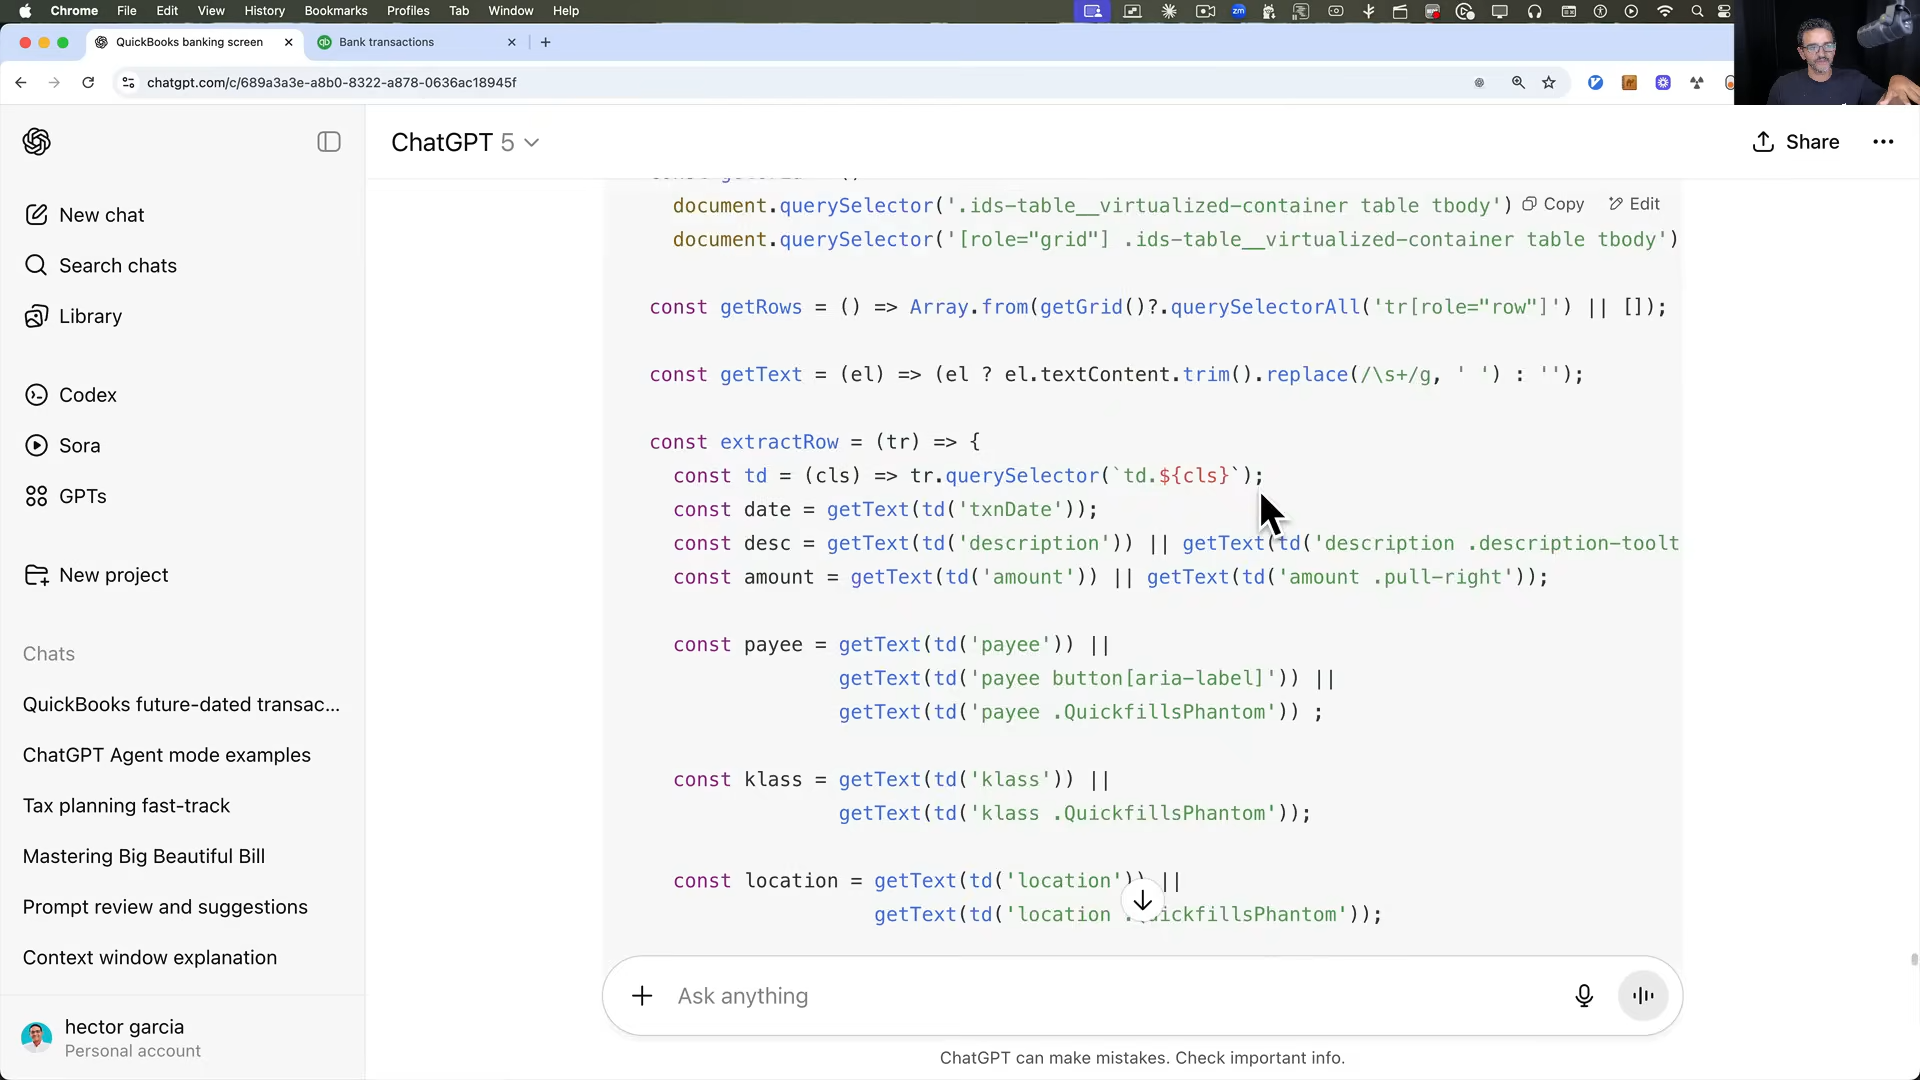 Chrome File Edit View History Bookmarks Profiles Tab Window Help
zm
QuickBooks banking screen
qb Bank transactions
chatgpt.com/c/689a3a3e-a8b0-8322-a878-0636ac18945f
ChatGPT 5
Share
New chat
Search chats
Library
Codex
Sora
GPTs
New project
Chats
QuickBooks future-dated transac...
ChatGPT Agent mode examples
Tax planning fast-track
Mastering Big Beautiful Bill
Prompt review and suggestions
Context window explanation
hector garcia
Personal account
document.querySelector('.ids-table__virtualized-container table tbody')
Copy Edit
document.querySelector('[role="grid"] .ids-table__virtualized-container table tbody')
const getRows = () => Array.from(getGrid()?.querySelectorAll('tr[role="row"]') || []);
const getText = (el) => (el ? el.textContent.trim().replace(/\s+/g, ' ') : '');
const extractRow = (tr) => {
const td = (cls) => tr.querySelector(`td.${cls}`);
const date = getText(td('txnDate'));
const desc = getText(td('description')) || getText(td('description .description-toolt
const amount = getText(td('amount')) || getText(td('amount .pull-right'));
const payee = getText(td('payee')) ||
getText(td('payee button[aria-label]')) ||
getText(td('payee .QuickfillsPhantom')) ;
const klass = getText(td('klass')) ||
getText(td('klass .QuickfillsPhantom'));
const location = getText(td('location')) ||
getText(td('location .QuickfillsPhantom'));
Ask anything
ChatGPT can make mistakes. Check important info.